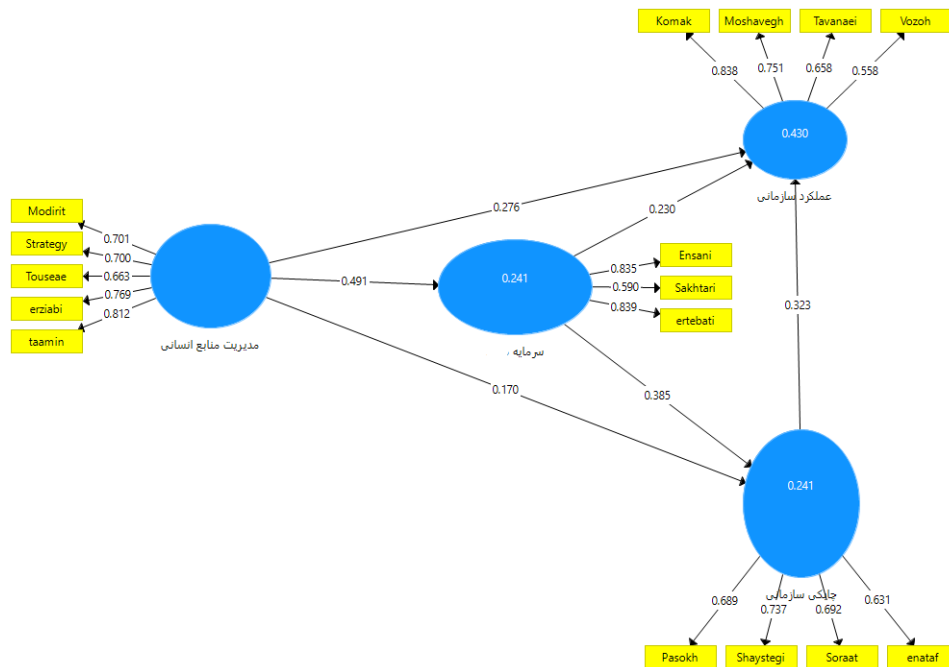 Komak
Moshavegh
Tavanaei
Vozoh
0.838
0.751
0.658
0.558
0.430
عملکرد سازمانی
0.276
0.230
Modirit
Strategy
Touseae
erziabi
taamin
0.701
0.700
0.663
0.769
0.812
مدیریت منابع انسانی
0.491
0.241
سرمایه ,
0.835
0.590
0.839
Ensani
Sakhtari
ertebati
0.323
0.170
0.385
0.241
چابکی سازمانی
0.689
0.737
0.692
0.631
Pasokh
Shaystegi
Soraat
enataf